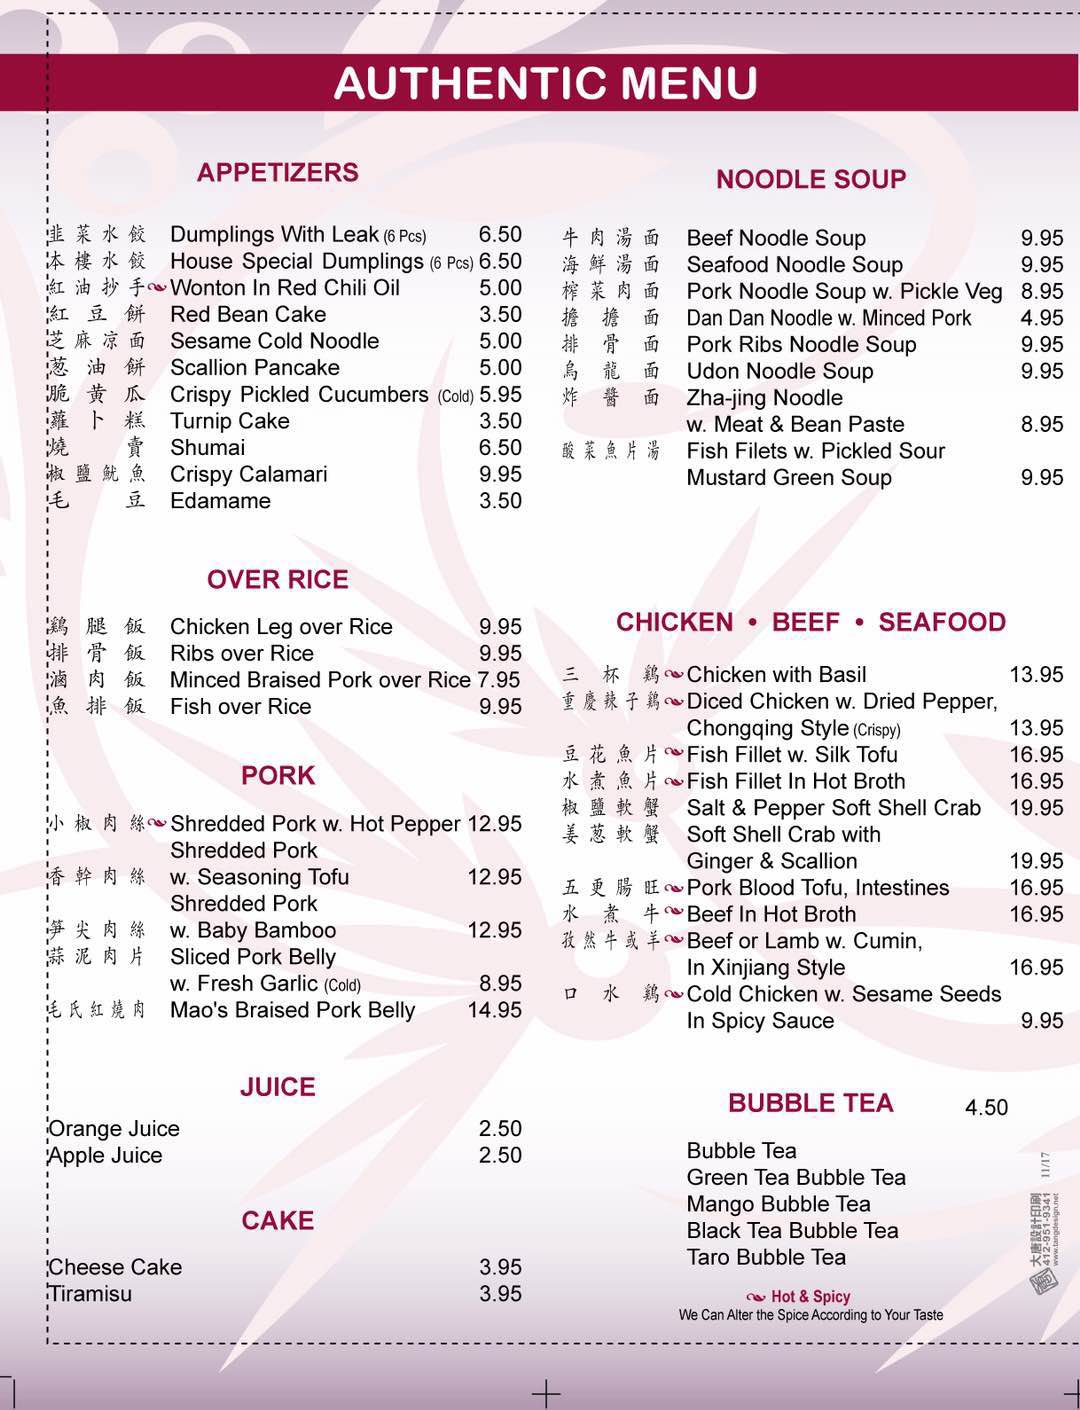 AUTHENTIC MENU
APPETIZERS
韭菜水餃 Dumplings With Leak (6 Pcs) 6.50
本樓水餃 House Special Dumplings (6 Pcs) 6.50
紅油抄手 Wonton In Red Chili Oil 5.00
紅豆餅 Red Bean Cake 3.50
芝麻凉面 Sesame Cold Noodle 5.00
葱油餅 Scallion Pancake 5.00
脆黃瓜 Crispy Pickled Cucumbers (Cold) 5.95
蘿卜糕 Turnip Cake 3.50
燒賣 Shumai 6.50
椒鹽魷魚 Crispy Calamari 9.95
毛豆 Edamame 3.50
OVER RICE
鷄腿飯 Chicken Leg over Rice 9.95
排骨飯 Ribs over Rice 9.95
滷肉飯 Minced Braised Pork over Rice 7.95
魚排飯 Fish over Rice 9.95
PORK
小椒肉絲 Shredded Pork w. Hot Pepper 12.95
Shredded Pork
香幹肉絲 w. Seasoning Tofu 12.95
Shredded Pork
笋尖肉絲 w. Baby Bamboo 12.95
蒜泥肉片 Sliced Pork Belly
w. Fresh Garlic (Cold) 8.95
毛氏紅燒肉 Mao's Braised Pork Belly 14.95
JUICE
Orange Juice 2.50
Apple Juice 2.50
CAKE
Cheese Cake 3.95
Tiramisu 3.95
NOODLE SOUP
牛肉湯面 Beef Noodle Soup 9.95
海鮮湯面 Seafood Noodle Soup 9.95
榨菜肉面 Pork Noodle Soup w. Pickle Veg 8.95
擔擔面 Dan Dan Noodle w. Minced Pork 4.95
排骨面 Pork Ribs Noodle Soup 9.95
烏龍面 Udon Noodle Soup 9.95
炸醬面 Zha-jing Noodle
w. Meat & Bean Paste 8.95
酸菜魚片湯 Fish Filets w. Pickled Sour
Mustard Green Soup 9.95
CHICKEN • BEEF • SEAFOOD
三杯鷄 Chicken with Basil 13.95
重慶辣子鷄 Diced Chicken w. Dried Pepper,
Chongqing Style (Crispy) 13.95
豆花魚片 Fish Fillet w. Silk Tofu 16.95
水煮魚片 Fish Fillet In Hot Broth 16.95
椒鹽軟蟹 Salt & Pepper Soft Shell Crab 19.95
姜葱軟蟹 Soft Shell Crab with
Ginger & Scallion 19.95
五更腸旺 Pork Blood Tofu, Intestines 16.95
水煮牛 Beef In Hot Broth 16.95
孜然牛或羊 Beef or Lamb w. Cumin,
In Xinjiang Style 16.95
口水鷄 Cold Chicken w. Sesame Seeds
In Spicy Sauce 9.95
BUBBLE TEA 4.50
Bubble Tea
Green Tea Bubble Tea
Mango Bubble Tea
Black Tea Bubble Tea
Taro Bubble Tea
Hot & Spicy
We Can Alter the Spice According to Your Taste
大唐設計印刷 11/17
412-951-9341
www.tangdesign.net